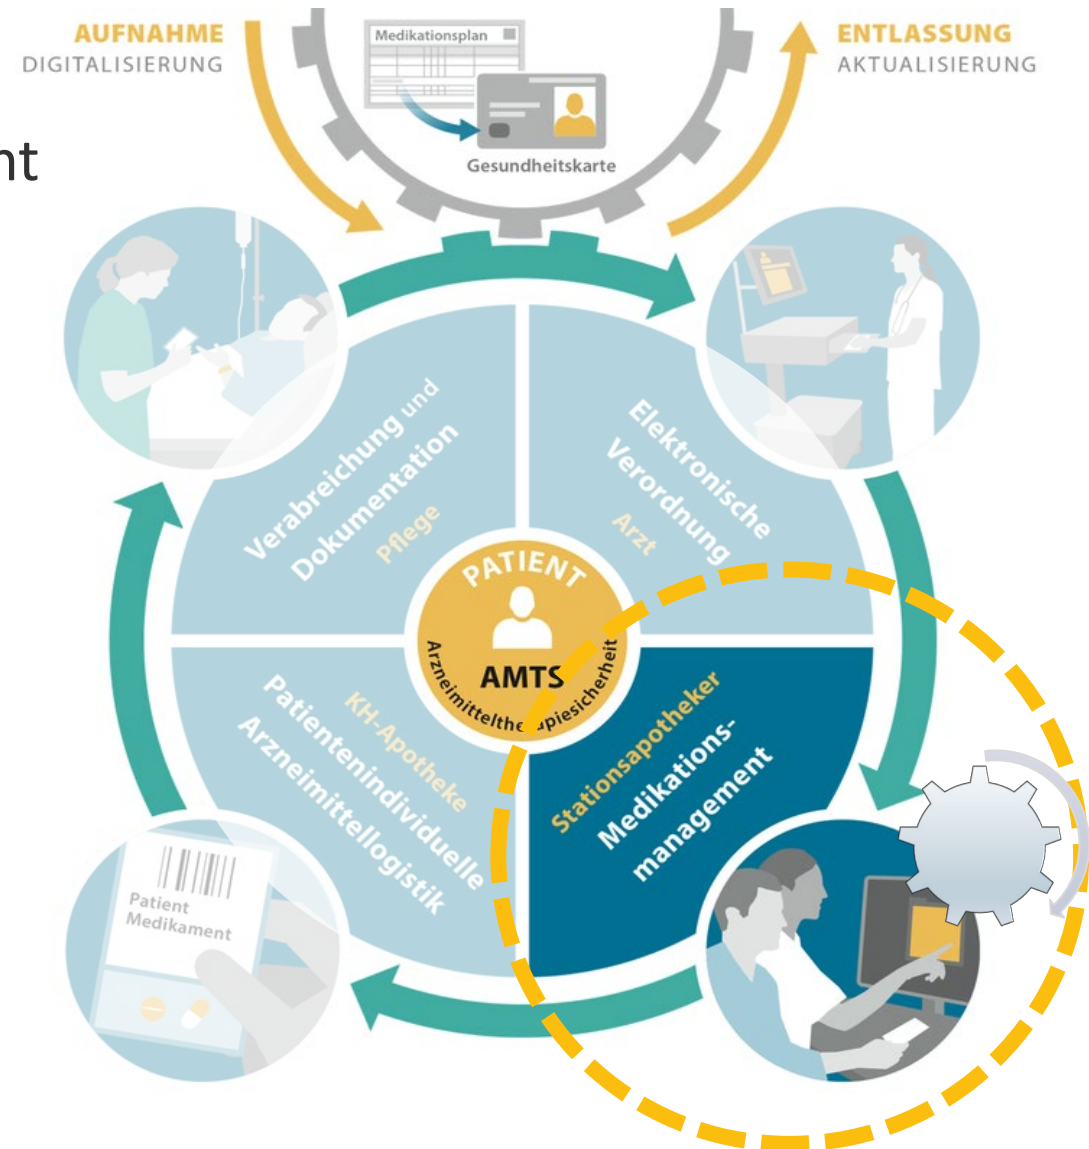 AUFNAHME
DIGITALISIERUNG
Medikationsplan
Gesundheitskarte
ENTLASSUNG
AKTUALISIERUNG
nt
Verabreichung und
Dokumentation
Pflege
Elektronische
Verordnung
Arzt
PATIENT
AMTS
Arzneimitteltherapiesicherheit
KH-Apotheke
Patientenindividuelle
Arzneimittellogistik
Stationsapotheker
Medikations-
management
Patient
Medikament